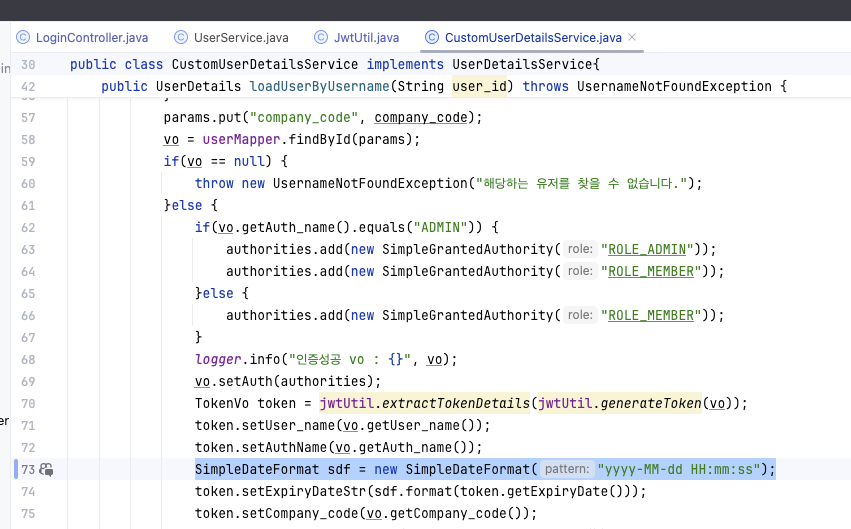 LoginController.java UserService.java JwtUtil.java CustomUserDetailsService.java ×
30 public class CustomUserDetailsService implements UserDetailsService{
42 public UserDetails loadUserByUsername(String user_id) throws UsernameNotFoundException {
57 params.put("company_code", company_code);
58 vo = userMapper.findById(params);
59 if(vo == null) {
60 throw new UsernameNotFoundException("해당하는 유저를 찾을 수 없습니다.");
61 }else {
62 if(vo.getAuth_name().equals("ADMIN")) {
63 authorities.add(new SimpleGrantedAuthority( role: "ROLE_ADMIN"));
64 authorities.add(new SimpleGrantedAuthority( role: "ROLE_MEMBER"));
65 }else {
66 authorities.add(new SimpleGrantedAuthority( role: "ROLE_MEMBER"));
67 }
68 logger.info("인증성공 vo : {}", vo);
69 vo.setAuth(authorities);
70 TokenVo token = jwtUtil.extractTokenDetails(jwtUtil.generateToken(vo));
71 token.setUser_name(vo.getUser_name());
72 token.setAuthName(vo.getAuth_name());
73 SimpleDateFormat sdf = new SimpleDateFormat( pattern: "yyyy-MM-dd HH:mm:ss");
74 token.setExpiryDateStr(sdf.format(token.getExpiryDate()));
75 token.setCompany_code(vo.getCompany_code());